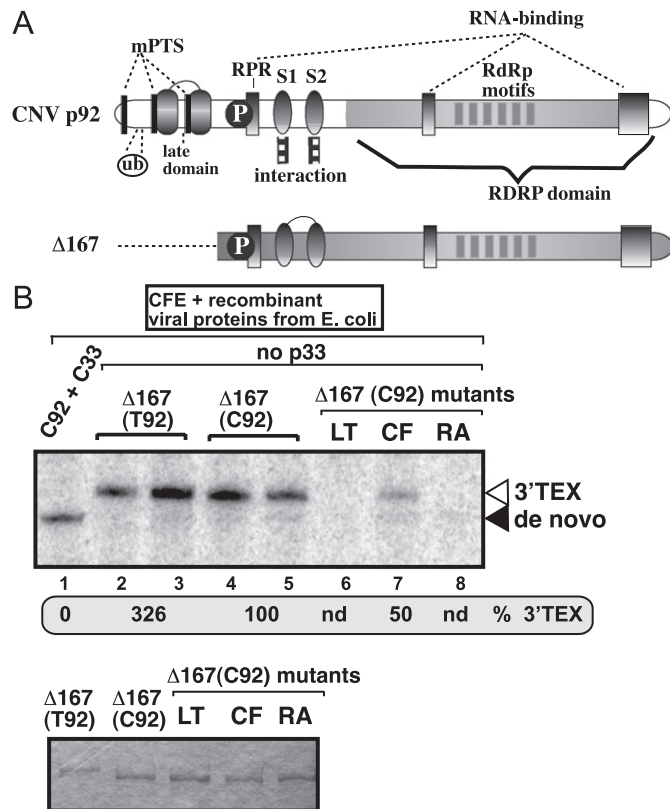 A
RNA-binding
mPTS
RPR
S1
S2
RdRp
motifs
CNV p92
P
ub
late
domain
interaction
RDRP domain
Δ167
P
B
CFE + recombinant
viral proteins from E. coli
no p33
C92 + C33
Δ167
(T92)
Δ167
(C92)
Δ167 (C92) mutants
LT CF RA
3'TEX
de novo
1 2 3 4 5 6 7 8
0 326 100 nd 50 nd % 3'TEX
Δ167(C92) mutants
Δ167
(T92)
Δ167
(C92)
LT CF RA